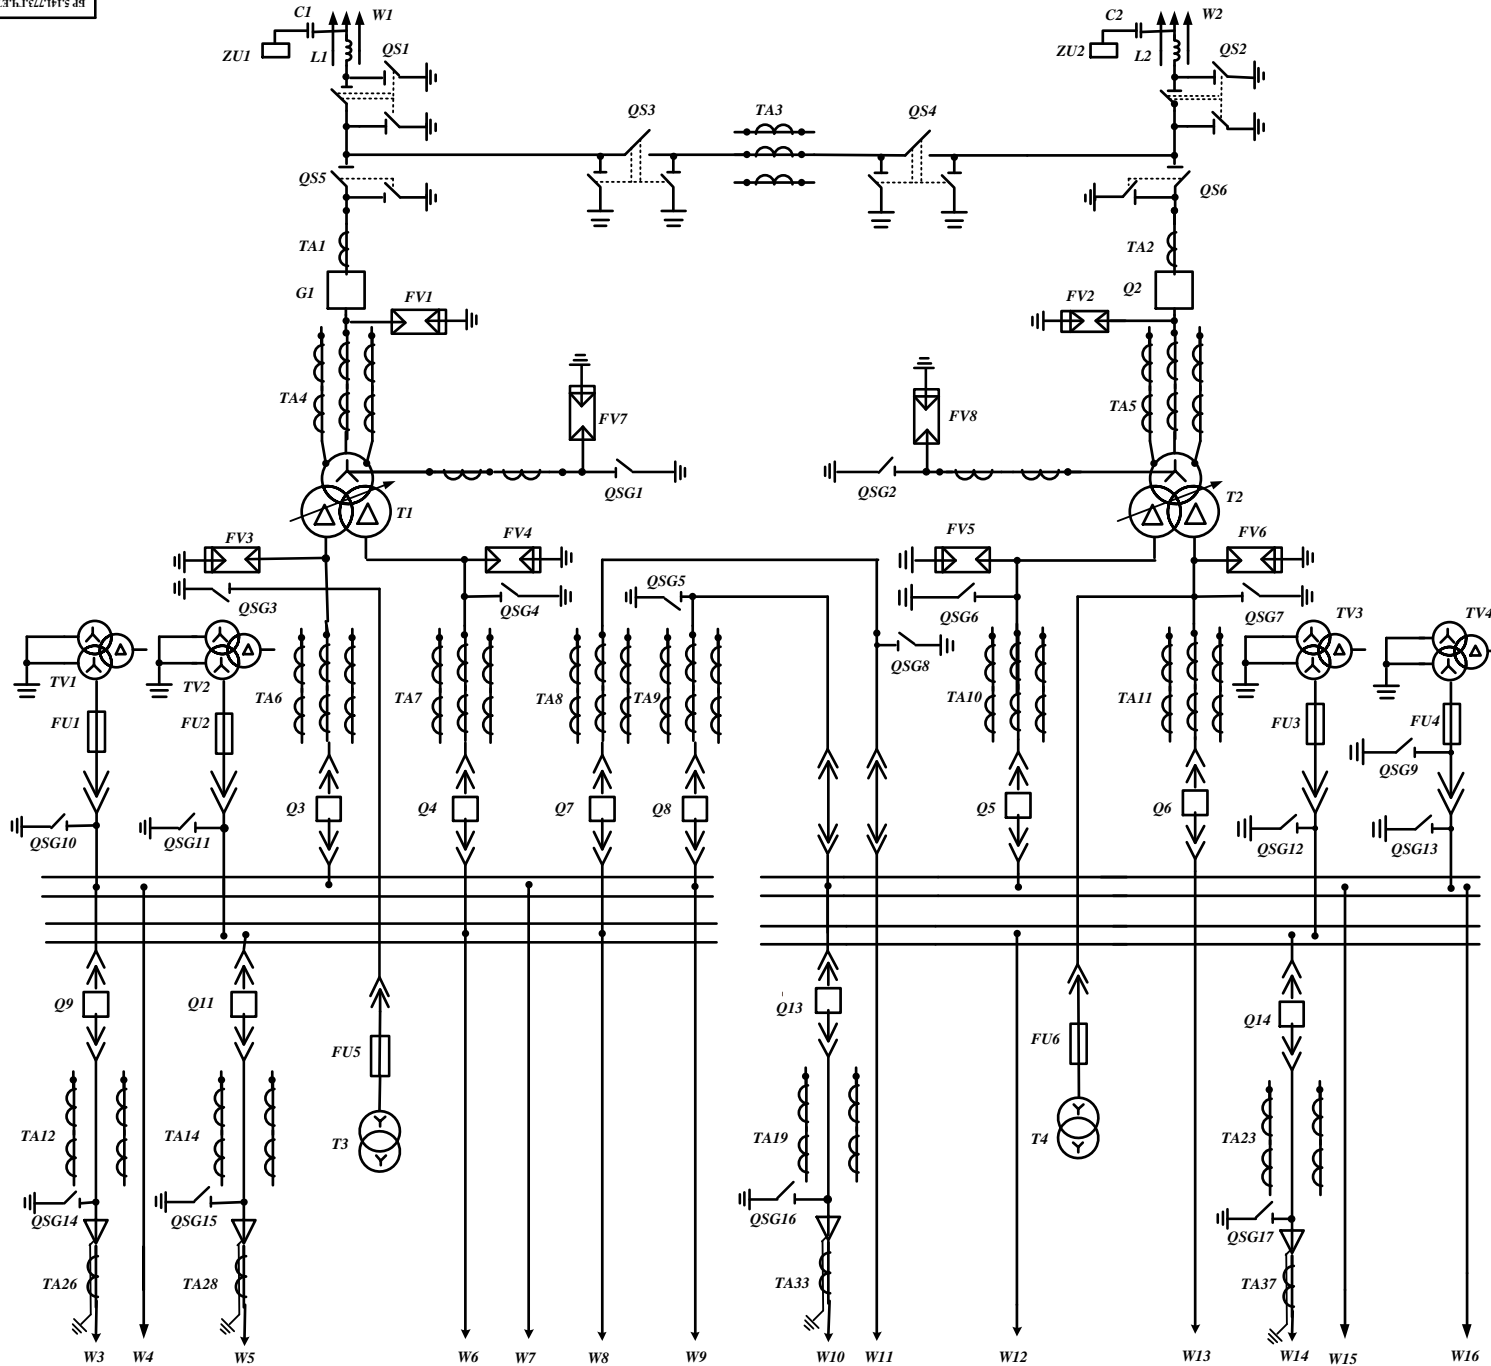 C1 W1 C2 W2
ZU1 L1 QS1 ZU2 L2 QS2
QS3 TA3 QS4
QS5 QS6
TA1 TA2
G1 FV1 FV2 Q2
TA4 FV7 FV8 TA5
QSG1 QSG2 T2
T1
FV3 FV4 FV5 FV6
QSG5
QSG3 QSG4 QSG6 QSG7 TV3 TV4
QSG8
TV1 TV2 TA6 TA7 TA8 TA9 TA10 TA11
FU1 FU2 FU3 FU4
QSG9
Q3 Q4 Q7 Q8 Q5 Q6
QSG10 QSG11 QSG12 QSG13
Q9 Q11 Q13 Q14
FU5 FU6
TA12 TA14 T3 TA19 T4 TA23
QSG14 QSG15 QSG16 QSG17
TA26 TA28 TA33 TA37
W3 W4 W5 W6 W7 W8 W9 W10 W11 W12 W13 W14 W15 W16